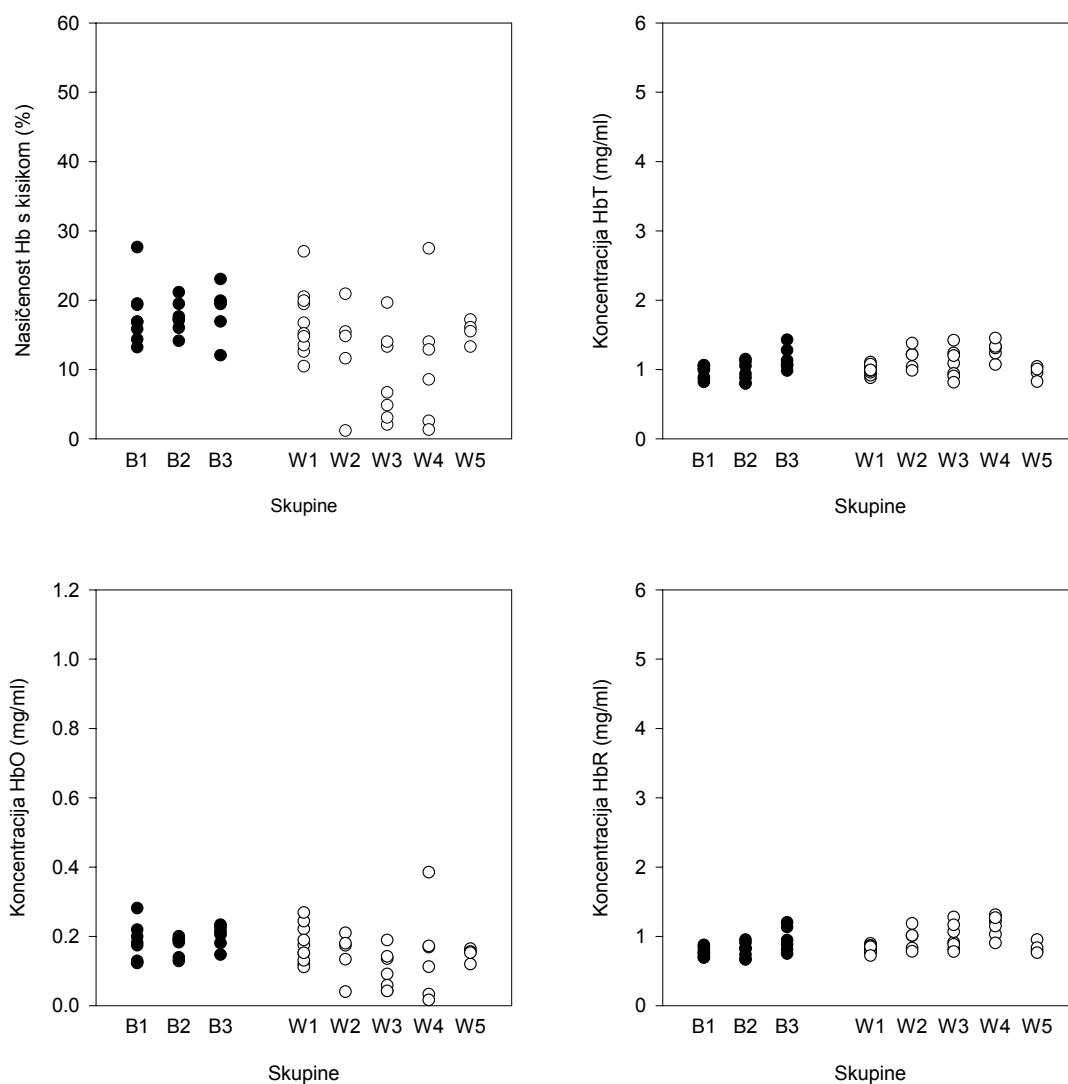 Nasičenost Hb s kisikom (%)
60
50
40
30
20
10
0
B1 B2 B3 W1 W2 W3 W4 W5
Skupine
Koncentracija HbT (mg/ml)
6
5
4
3
2
1
0
B1 B2 B3 W1 W2 W3 W4 W5
Skupine
Koncentracija HbO (mg/ml)
1.2
1.0
0.8
0.6
0.4
0.2
0.0
B1 B2 B3 W1 W2 W3 W4 W5
Skupine
Koncentracija HbR (mg/ml)
6
5
4
3
2
1
0
B1 B2 B3 W1 W2 W3 W4 W5
Skupine